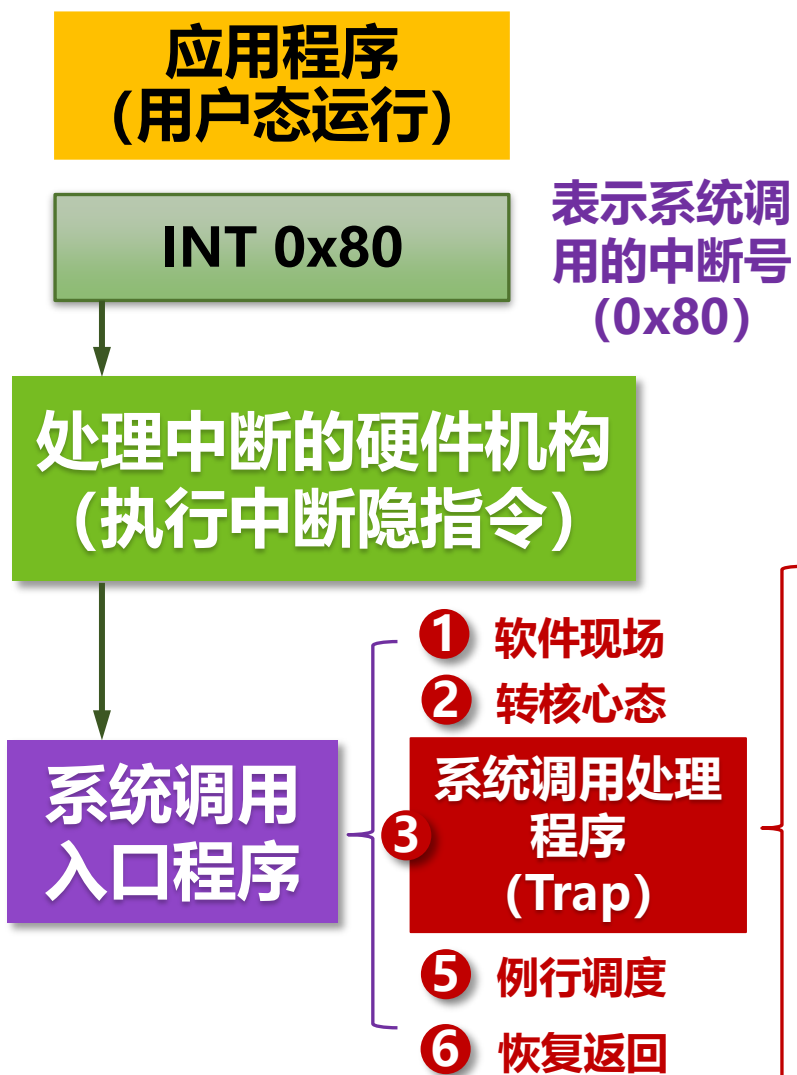 应用程序
（用户态运行）
INT 0x80
表示系统调
用的中断号
（0x80）
处理中断的硬件机构
（执行中断隐指令）
系统调用
入口程序
1 软件现场
2 转核心态
3
系统调用处理
程序
（Trap）
5 例行调度
6 恢复返回